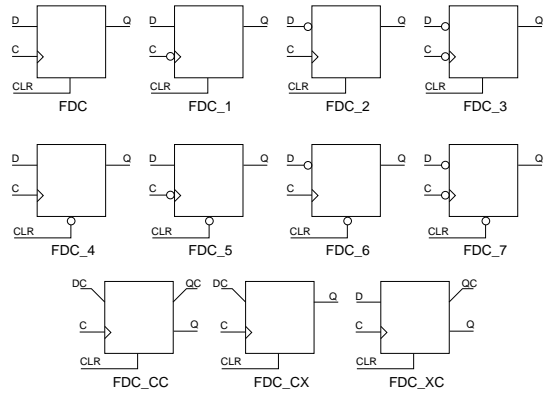 D Q D Q D Q D Q
C C C C
CLR CLR CLR CLR
FDC FDC_1 FDC_2 FDC_3
D Q D Q D Q D Q
C C C C
CLR CLR CLR CLR
FDC_4 FDC_5 FDC_6 FDC_7
DC QC DC QC
Q D
C Q C C Q
CLR CLR CLR
FDC_CC FDC_CX FDC_XC